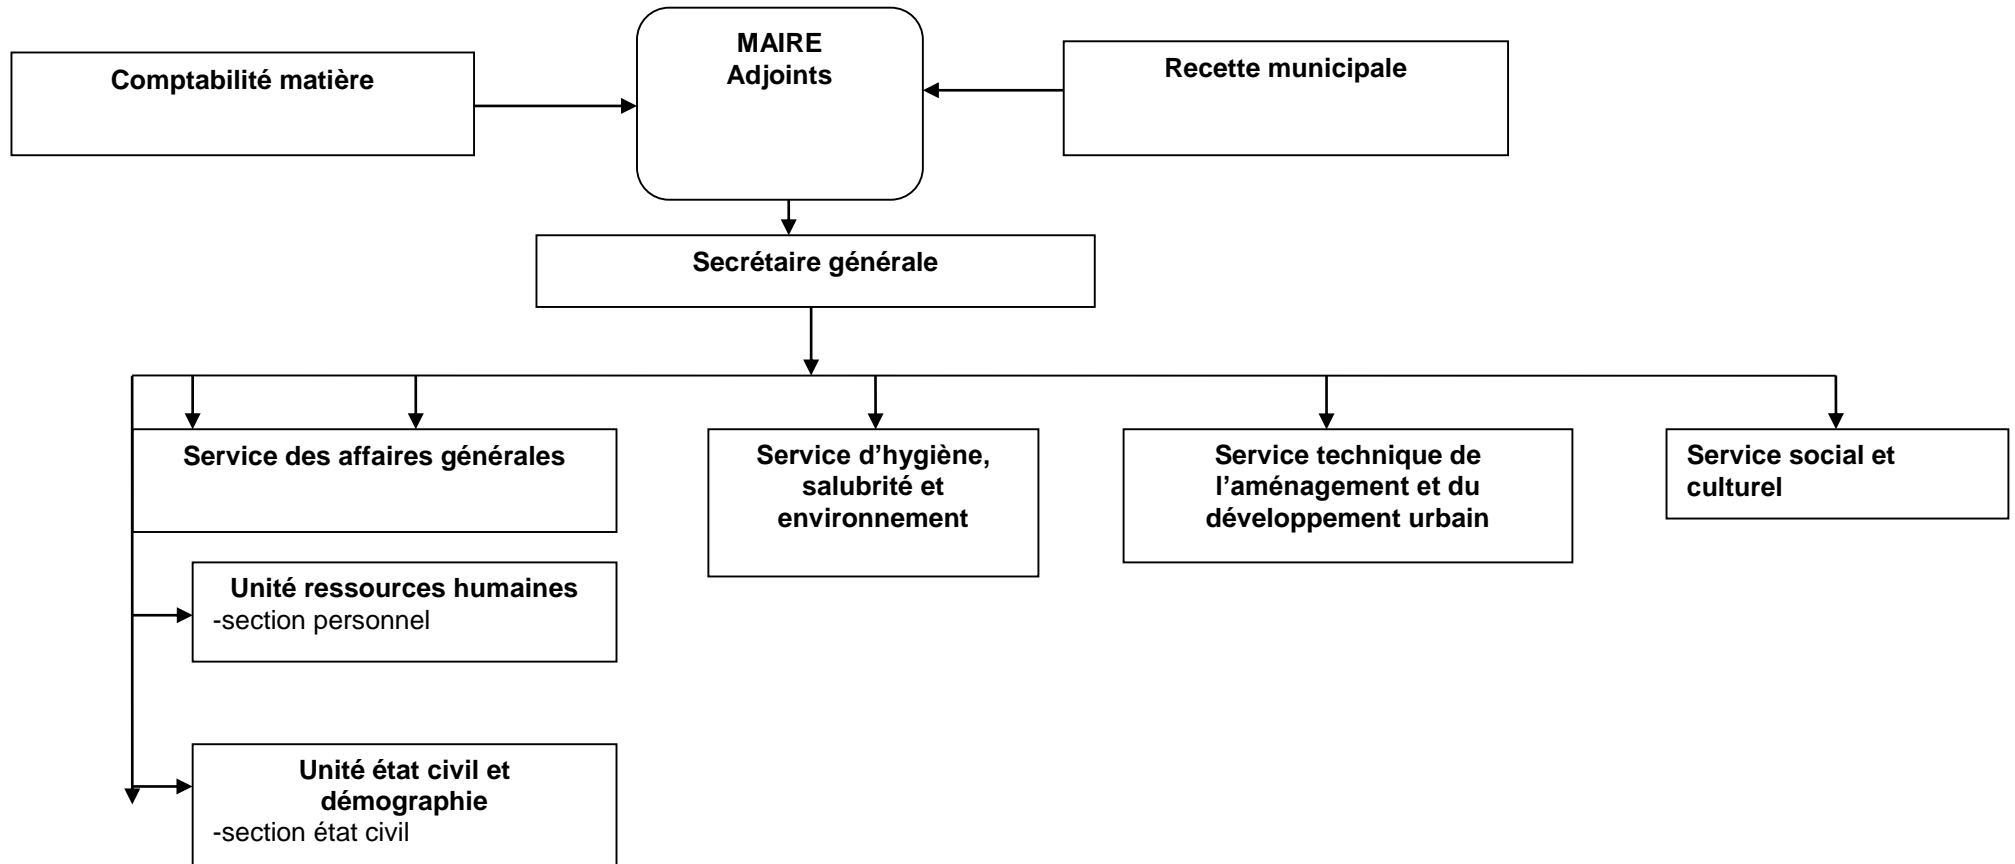 MAIRE
Adjoints
Comptabilité matière
Recette municipale
Secrétaire générale
Service des affaires générales
Service d’hygiène,
salubrité et
environnement
Service technique de
l’aménagement et du
développement urbain
Service social et
culturel
Unité ressources humaines
-section personnel
Unité état civil et
démographie
-section état civil